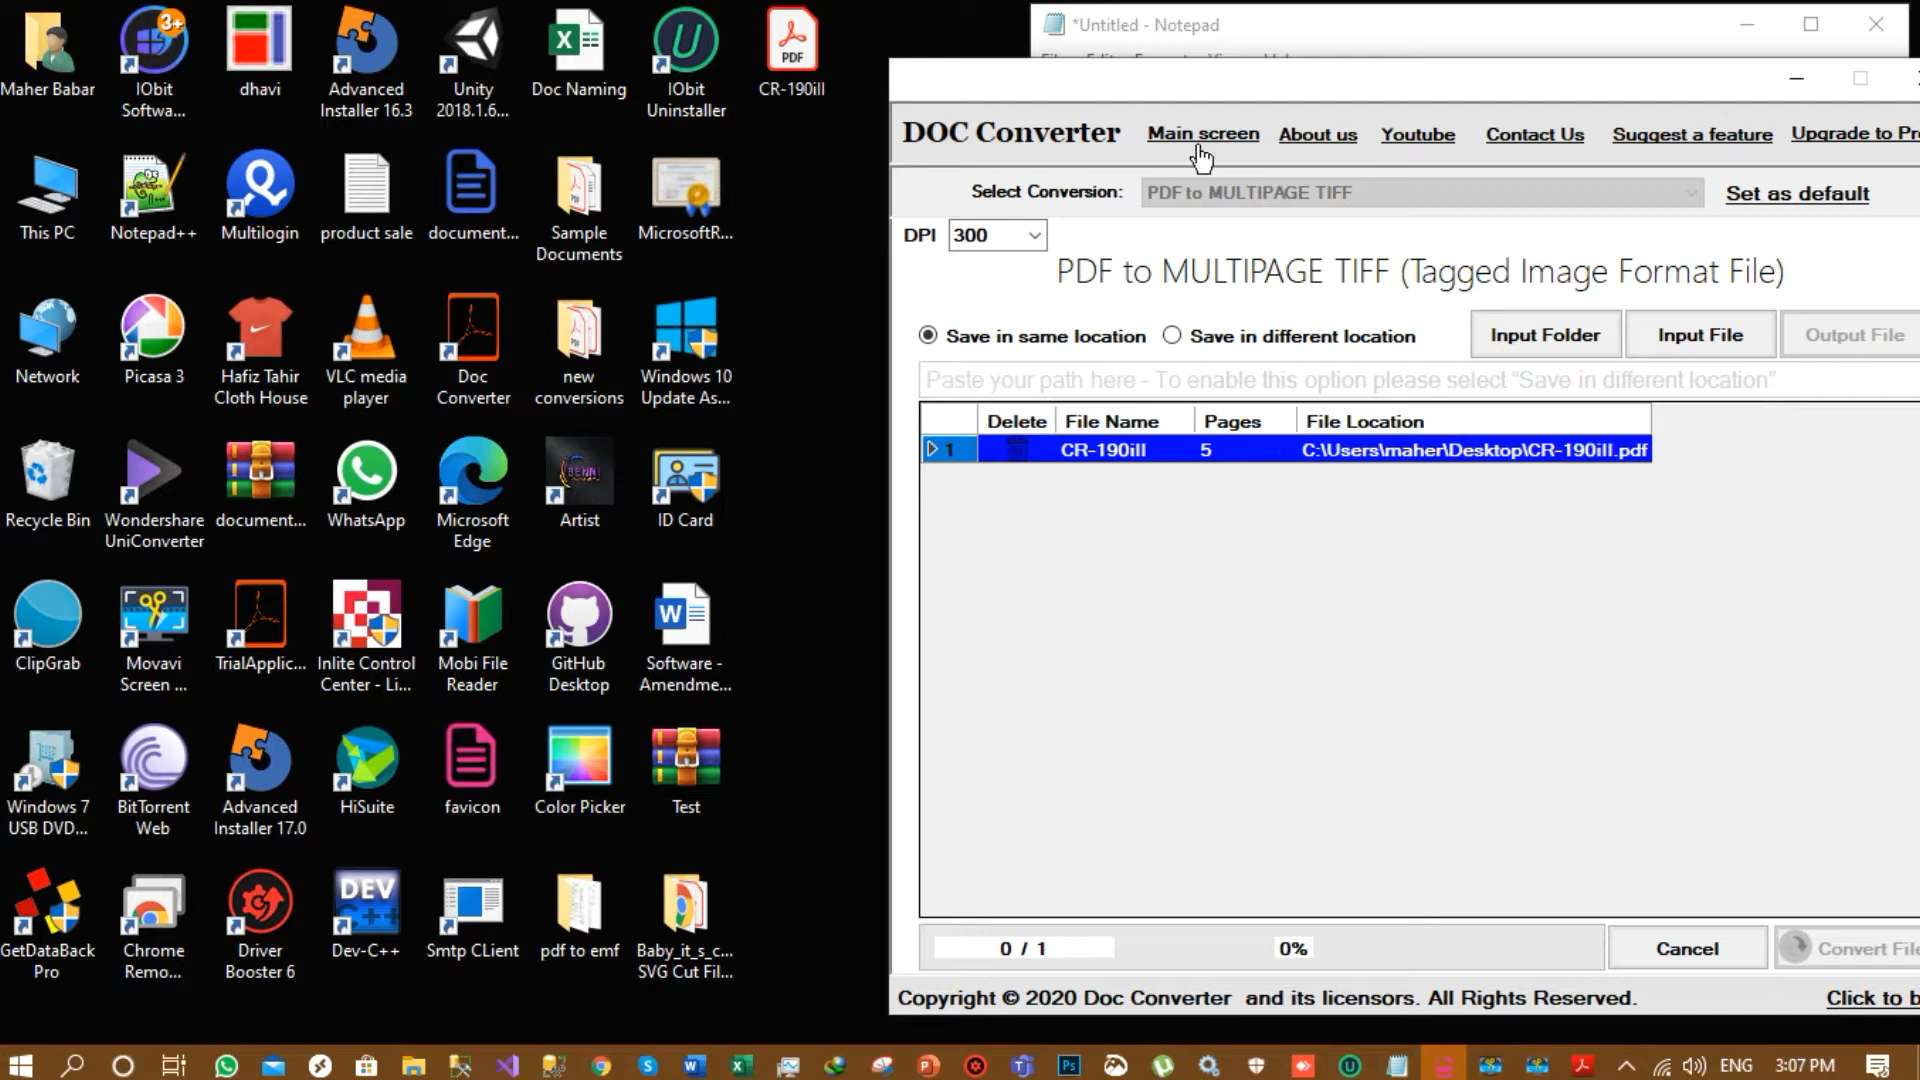 Maher Babar
IObit
Softwa...
3+
dhavi
Advanced
Installer 16.3
Unity
2018.1.6...
Doc Naming
IObit
Uninstaller
PDF
CR-190ill
This PC
Notepad++
Multilogin
product sale
document...
Sample
Documents
MicrosoftR...
Network
Picasa 3
Hafiz Tahir
Cloth House
VLC media
player
Doc
Converter
new
conversions
Windows 10
Update As...
Recycle Bin
Wondershare
UniConverter
document...
WhatsApp
Microsoft
Edge
Artist
ID Card
ClipGrab
Movavi
Screen ...
TrialApplic...
Inlite Control
Center - Li...
Mobi File
Reader
GitHub
Desktop
Software -
Amendme...
Windows 7
USB DVD...
BitTorrent
Web
Advanced
Installer 17.0
HiSuite
favicon
Color Picker
Test
GetDataBack
Pro
Chrome
Remo...
Driver
Booster 6
DEV
C++
Dev-C++
Smtp CLient
pdf to emf
Baby_it_s_c...
SVG Cut Fil...
*Untitled - Notepad
DOC Converter Main screen About us Youtube Contact Us Suggest a feature Upgrade to Pr
Select Conversion: PDF to MULTIPAGE TIFF Set as default
DPI 300
PDF to MULTIPAGE TIFF (Tagged Image Format File)
Save in same location Save in different location Input Folder Input File Output File
Paste your path here - To enable this option please select “Save in different location”
Delete File Name Pages File Location
1 CR-190ill 5 C:\Users\maher\Desktop\CR-190ill.pdf
0 / 1 0% Cancel Convert File
Copyright © 2020 Doc Converter and its licensors. All Rights Reserved. Click to b
ENG 3:07 PM